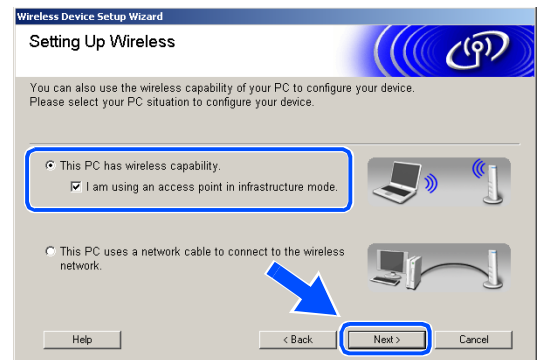 Wireless Device Setup Wizard
Setting Up Wireless
You can also use the wireless capability of your PC to configure your device.
Please select your PC situation to configure your device.
This PC has wireless capability.
I am using an access point in infrastructure mode.
This PC uses a network cable to connect to the wireless
network.
Help
< Back
Next >
Cancel